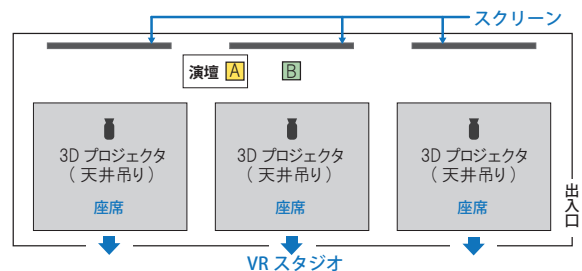 スクリーン
演壇 A B
3D プロジェクタ
( 天井吊り )
座席
3D プロジェクタ
( 天井吊り )
座席
3D プロジェクタ
( 天井吊り )
座席
出入口
VR スタジオ